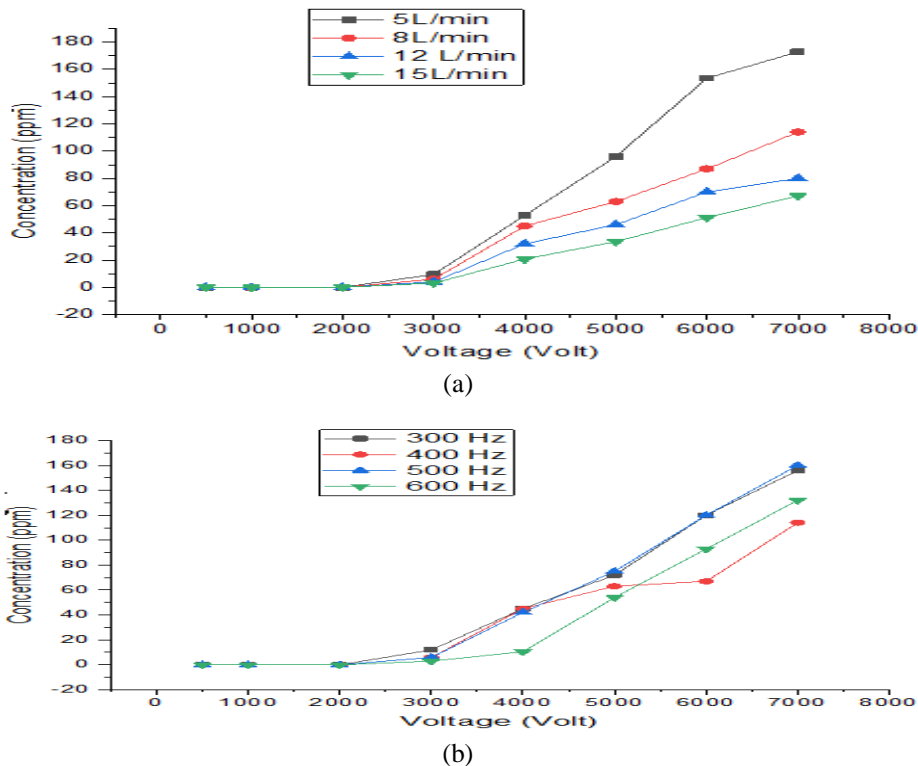 5L/min
8L/min
12 L/min
15L/min
180
160
140
120
100
80
60
40
20
0
-20
Concentration (ppm)
0 1000 2000 3000 4000 5000 6000 7000 8000
Voltage (Volt)
(a)
300 Hz
400 Hz
500 Hz
600 Hz
180
160
140
120
100
80
60
40
20
0
-20
Concentration (ppm)
0 1000 2000 3000 4000 5000 6000 7000 8000
Voltage (Volt)
(b)